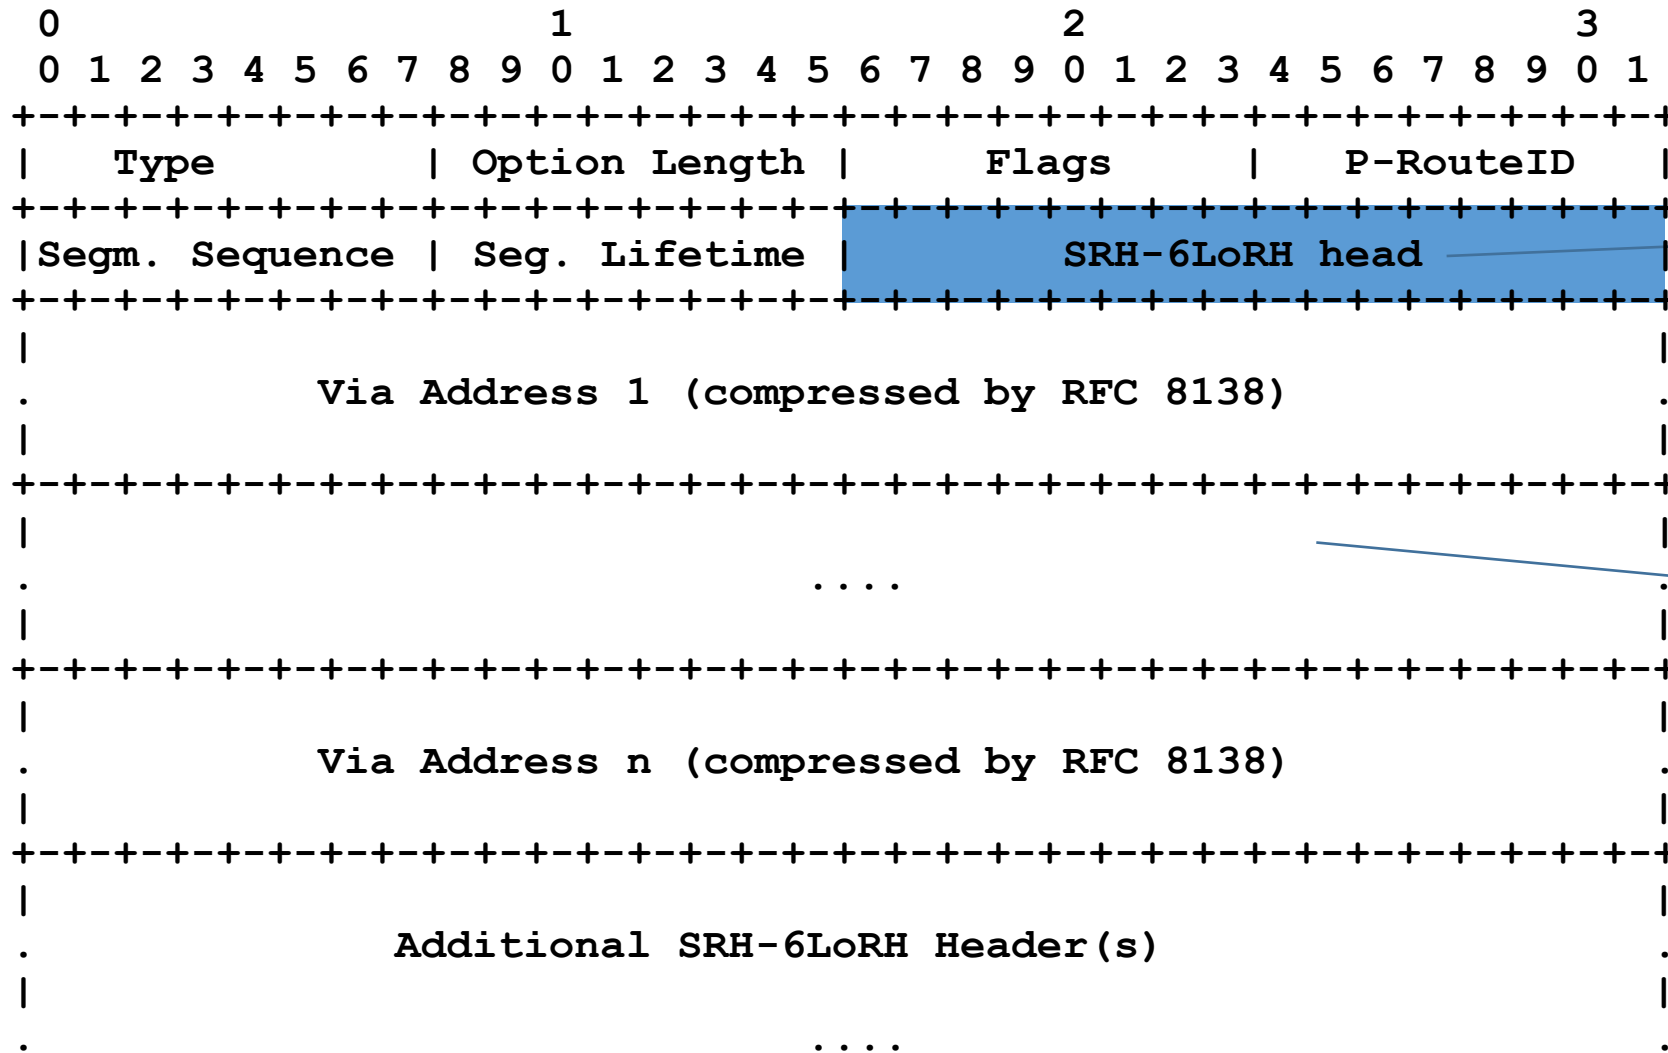 0                   1                   2                   3
0 1 2 3 4 5 6 7 8 9 0 1 2 3 4 5 6 7 8 9 0 1 2 3 4 5 6 7 8 9 0 1
+-+-+-+-+-+-+-+-+-+-+-+-+-+-+-+-+-+-+-+-+-+-+-+-+-+-+-+-+-+-+-+-+
|   Type        | Option Length |     Flags     |   P-RouteID   |
+-+-+-+-+-+-+-+-+-+-+-+-+-+-+-+-+-+-+-+-+-+-+-+-+-+-+-+-+-+-+-+-+
|Segm. Sequence | Seg. Lifetime |        SRH-6LoRH head         |
+-+-+-+-+-+-+-+-+-+-+-+-+-+-+-+-+-+-+-+-+-+-+-+-+-+-+-+-+-+-+-+-+
|                                                               |
.           Via Address 1 (compressed by RFC 8138)              .
|                                                               |
+-+-+-+-+-+-+-+-+-+-+-+-+-+-+-+-+-+-+-+-+-+-+-+-+-+-+-+-+-+-+-+-+
|                                                               |
.                              ....                             .
|                                                               |
+-+-+-+-+-+-+-+-+-+-+-+-+-+-+-+-+-+-+-+-+-+-+-+-+-+-+-+-+-+-+-+-+
|                                                               |
.           Via Address n (compressed by RFC 8138)              .
|                                                               |
+-+-+-+-+-+-+-+-+-+-+-+-+-+-+-+-+-+-+-+-+-+-+-+-+-+-+-+-+-+-+-+-+
|                                                               |
.              Additional SRH-6LoRH Header(s)                   .
|                                                               |
.                              ....                             .